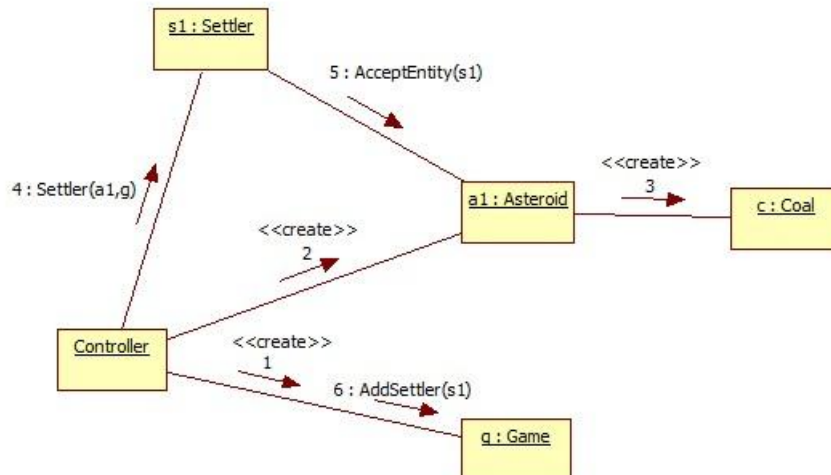 s1 : Settler
5 : AcceptEntity(s1)
4 : Settler(a1,g)
<<create>>
3
a1 : Asteroid
c : Coal
<<create>>
2
Controller
<<create>>
1
6 : AddSettler(s1)
g : Game